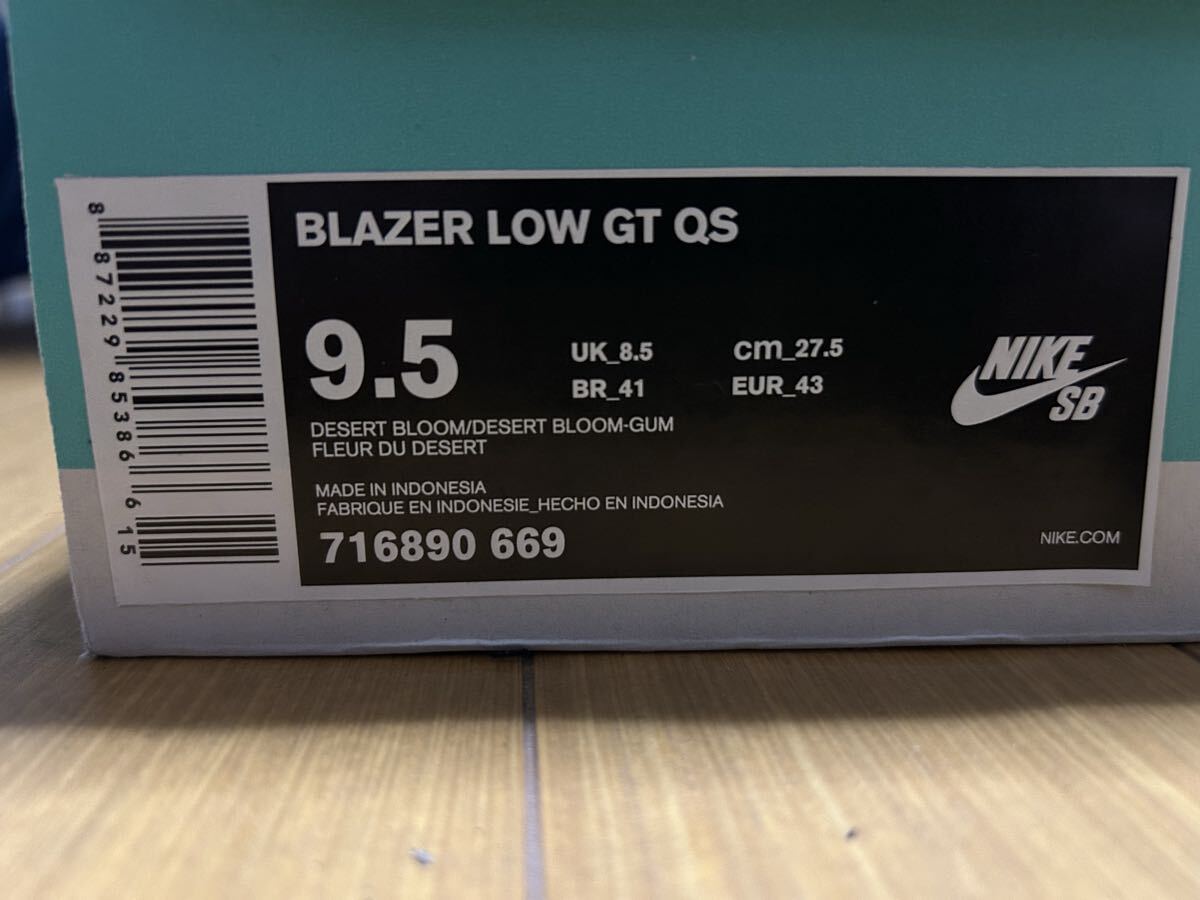 BLAZER LOW GT QS
9.5
UK_8.5 cm_27.5
BR_41 EUR_43
DESERT BLOOM/DESERT BLOOM-GUM
FLEUR DU DESERT
MADE IN INDONESIA
FABRIQUE EN INDONESIE_HECHO EN INDONESIA
716890 669
NIKE
SB
NIKE.COM
8 87229 85386 6 15